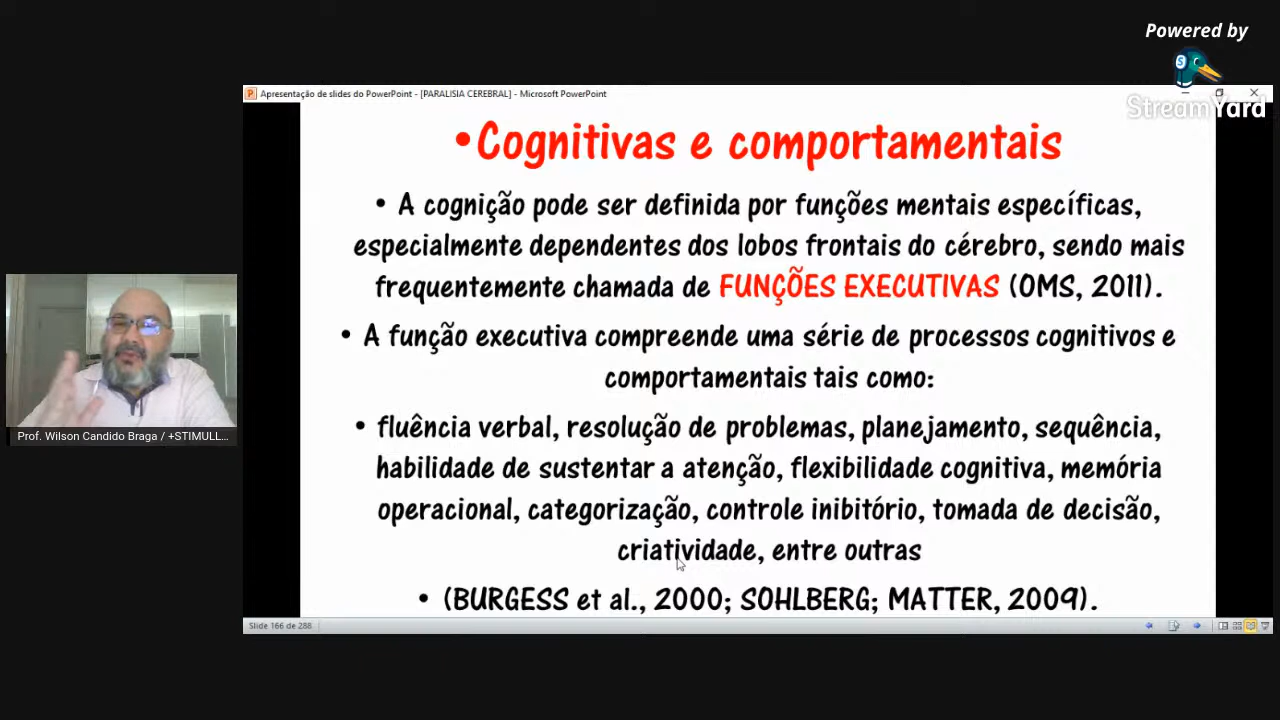 Powered by
StreamYard
Apresentação de slides do PowerPoint - [PARALISIA CEREBRAL] - Microsoft PowerPoint
•Cognitivas e comportamentais
• A cognição pode ser definida por funções mentais específicas,
especialmente dependentes dos lobos frontais do cérebro, sendo mais
frequentemente chamada de FUNÇÕES EXECUTIVAS (OMS, 2011).
• A função executiva compreende uma série de processos cognitivos e
comportamentais tais como:
• fluência verbal, resolução de problemas, planejamento, sequência,
habilidade de sustentar a atenção, flexibilidade cognitiva, memória
operacional, categorização, controle inibitório, tomada de decisão,
criatividade, entre outras
• (BURGESS et al., 2000; SOHLBERG; MATTER, 2009).
Prof. Wilson Candido Braga / +STIMULL...
Slide 166 de 288